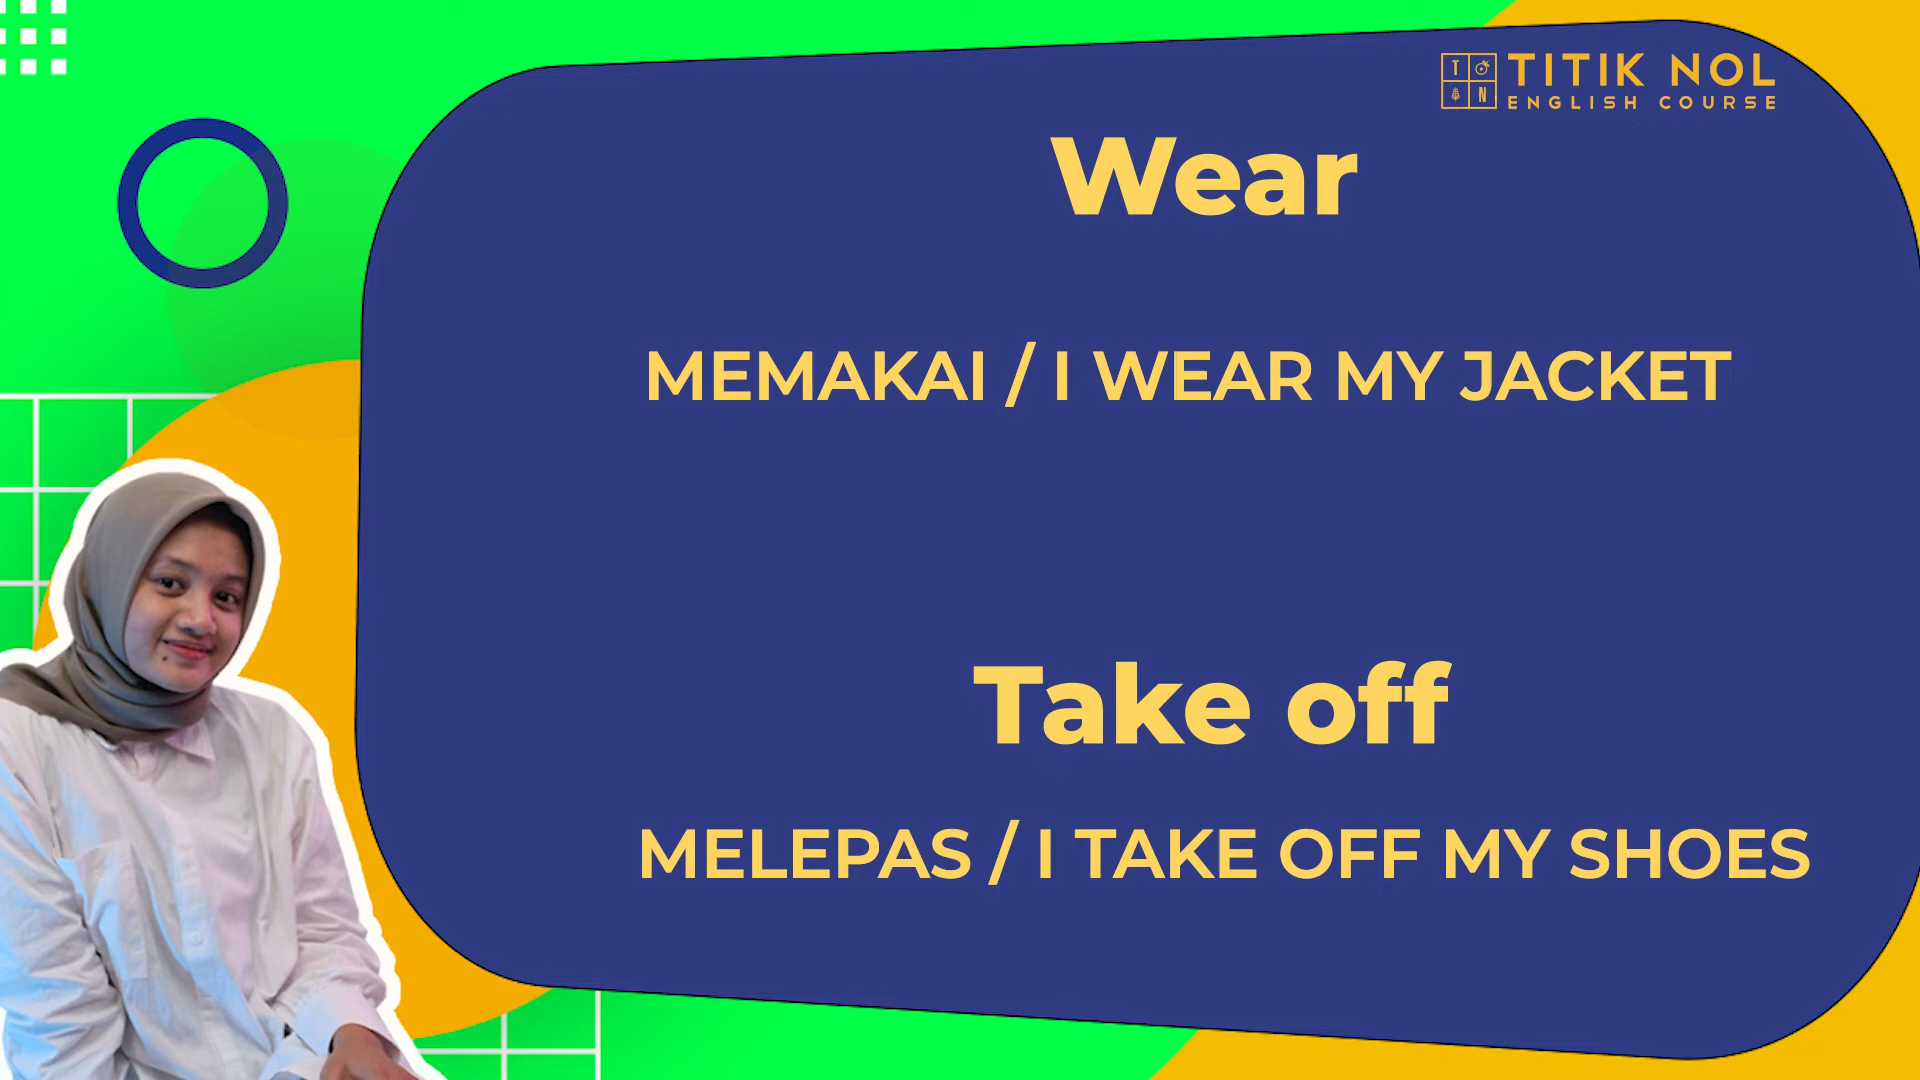 T N
TITIK NOL
ENGLISH COURSE
Wear
MEMAKAI / I WEAR MY JACKET
Take off
MELEPAS / I TAKE OFF MY SHOES